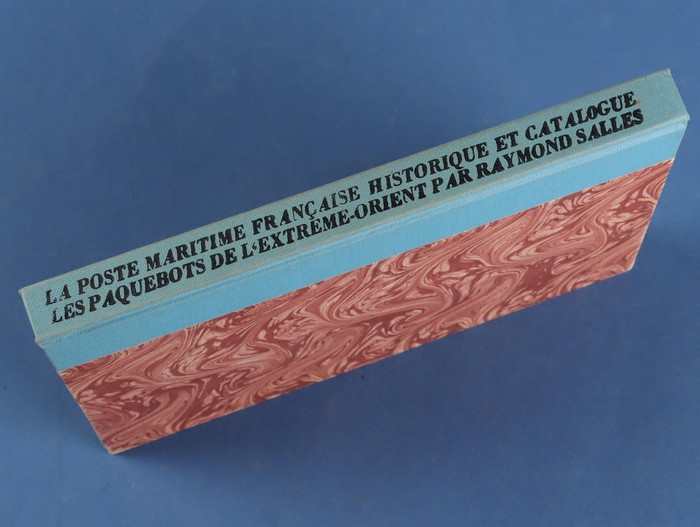 LA POSTE MARITIME FRANÇAISE HISTORIQUE ET CATALOGUE
LES PAQUEBOTS DE L'EXTRÊME-ORIENT PAR RAYMOND SALLES